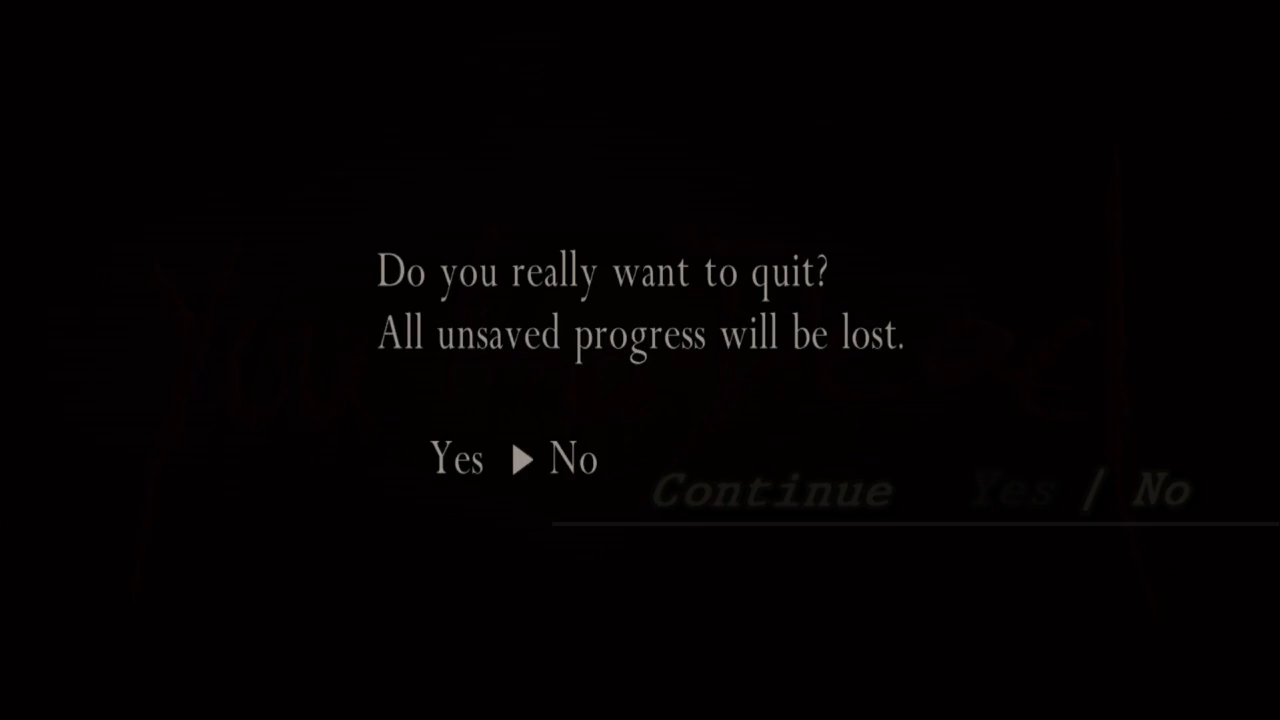 Do you really want to quit?
All unsaved progress will be lost.
Yes ▶ No
Continue Yes / No